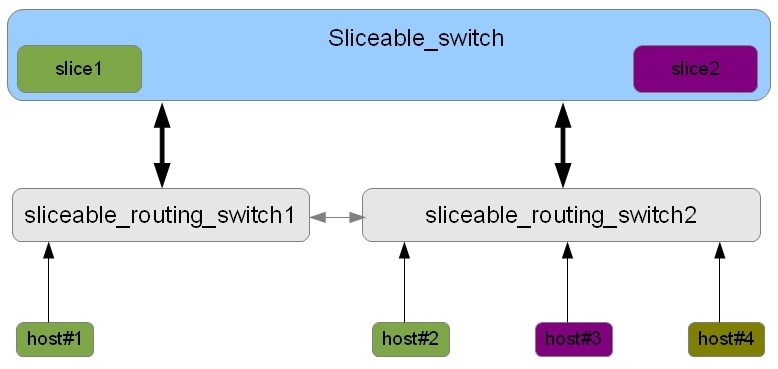 Sliceable_switch
slice1
slice2
sliceable_routing_switch1
sliceable_routing_switch2
host#1
host#2
host#3
host#4